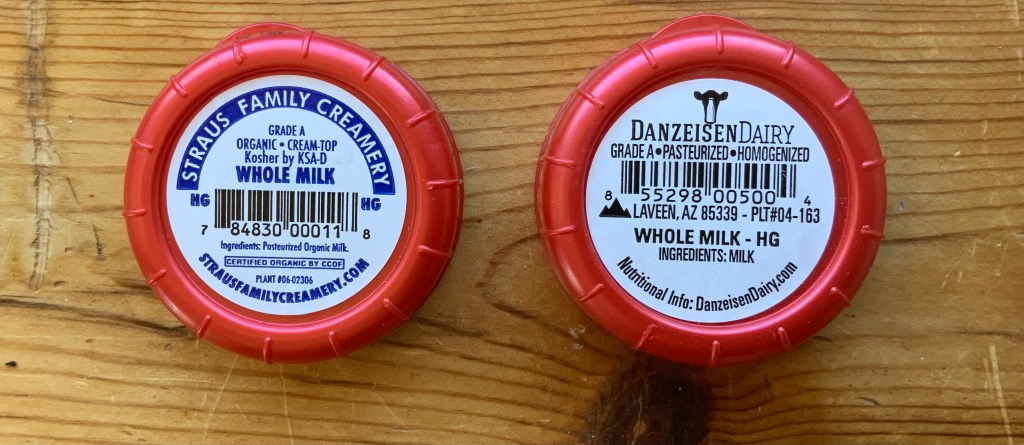 STRAUS FAMILY CREAMERY
GRADE A
ORGANIC • CREAM-TOP
Kosher by KSA-D
WHOLE MILK
HG HG
7 84830 00011 8
Ingredients: Pasteurized Organic Milk.
CERTIFIED ORGANIC BY CCOF
PLANT #06-02306
STRAUSFAMILYCREAMERY.COM
DANZEISEN DAIRY
GRADE A•PASTEURIZED•HOMOGENIZED
8 55298 00500 4
LAVEEN, AZ 85339 - PLT#04-163
WHOLE MILK - HG
INGREDIENTS: MILK
Nutritional Info: DanzeisenDairy.com